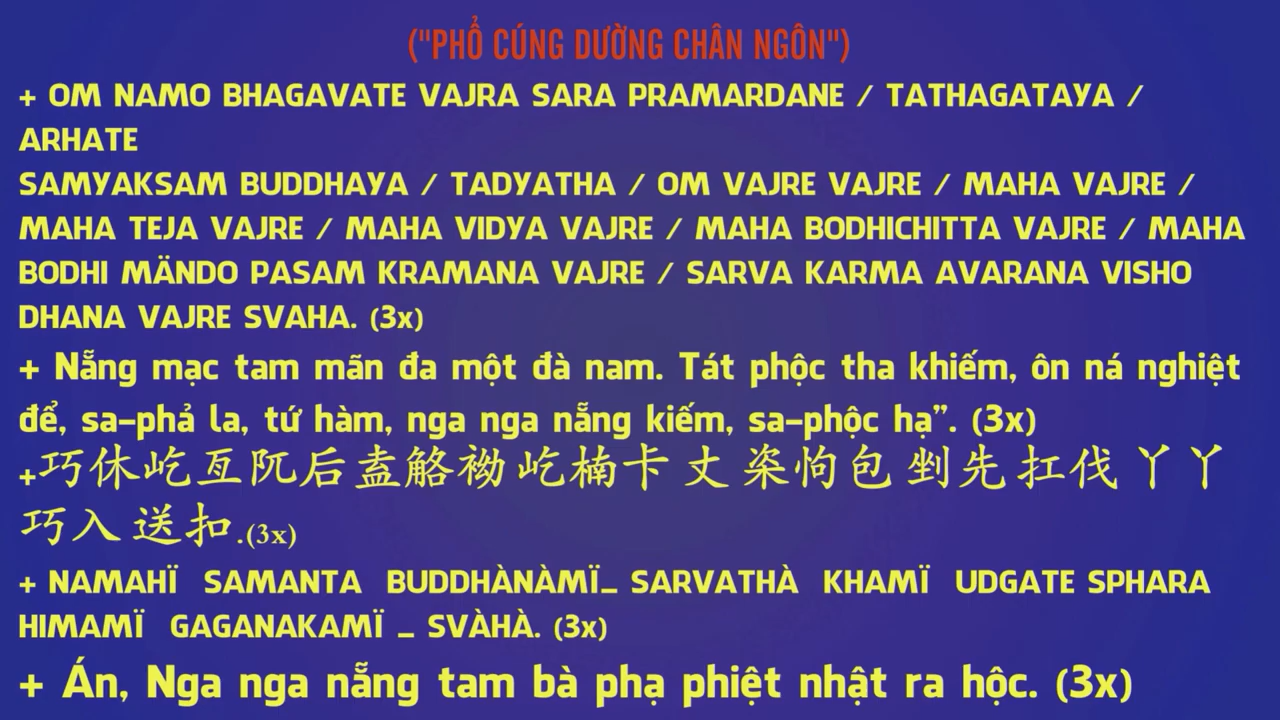 ("PHỔ CÚNG DƯỜNG CHÂN NGÔN")
+ OM NAMO BHAGAVATE VAJRA SARA PRAMARDANE / TATHAGATAYA /
ARHATE
SAMYAKSAM BUDDHAYA / TADYATHA / OM VAJRE VAJRE / MAHA VAJRE /
MAHA TEJA VAJRE / MAHA VIDYA VAJRE / MAHA BODHICHITTA VAJRE / MAHA
BODHI MÄNDO PASAM KRAMANA VAJRE / SARVA KARMA AVARANA VISHO
DHANA VAJRE SVAHA. (3x)
+ Nẵng mạc tam mãn đa một đà nam. Tát phộc tha khiếm, ôn ná nghiệt
để, sa-phả la, tứ hàm, nga nga nẵng kiếm, sa-phộc hạ”. (3x)
+巧休屹亙阢后盍觡袎屹楠卡丈栥恦包剉先扛伐丫丫
巧入送扣.(3x)
+ NAMAHÏ SAMANTA BUDDHÀNÀMÏ_ SARVATHÀ KHAMÏ UDGATE SPHARA
HIMAMÏ GAGANAKAMÏ _ SVÀHÀ. (3x)
+ Án, Nga nga nẵng tam bà phạ phiệt nhật ra hộc. (3x)